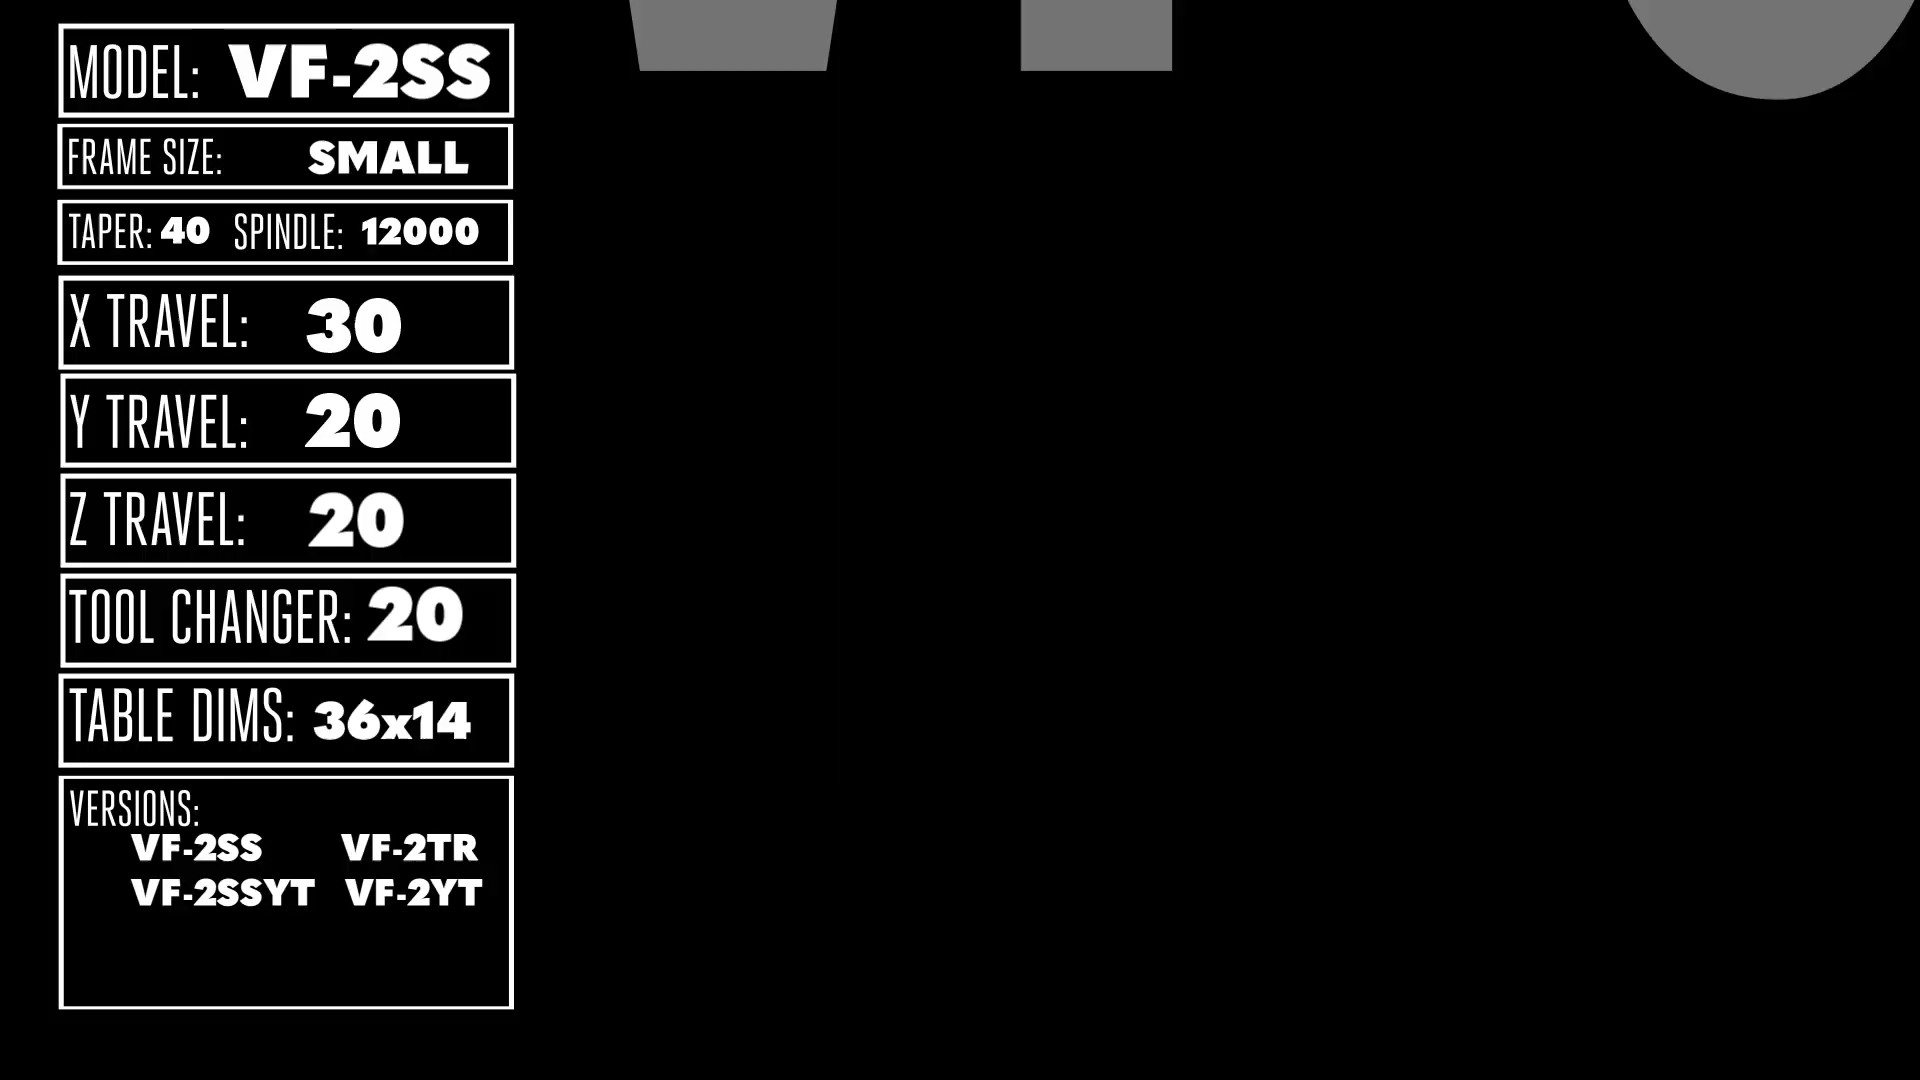 MODEL: VF-2SS
FRAME SIZE: SMALL
TAPER: 40 SPINDLE: 12000
X TRAVEL: 30
Y TRAVEL: 20
Z TRAVEL: 20
TOOL CHANGER: 20
TABLE DIMS: 36x14
VERSIONS:
VF-2SS VF-2TR
VF-2SSYT VF-2YT